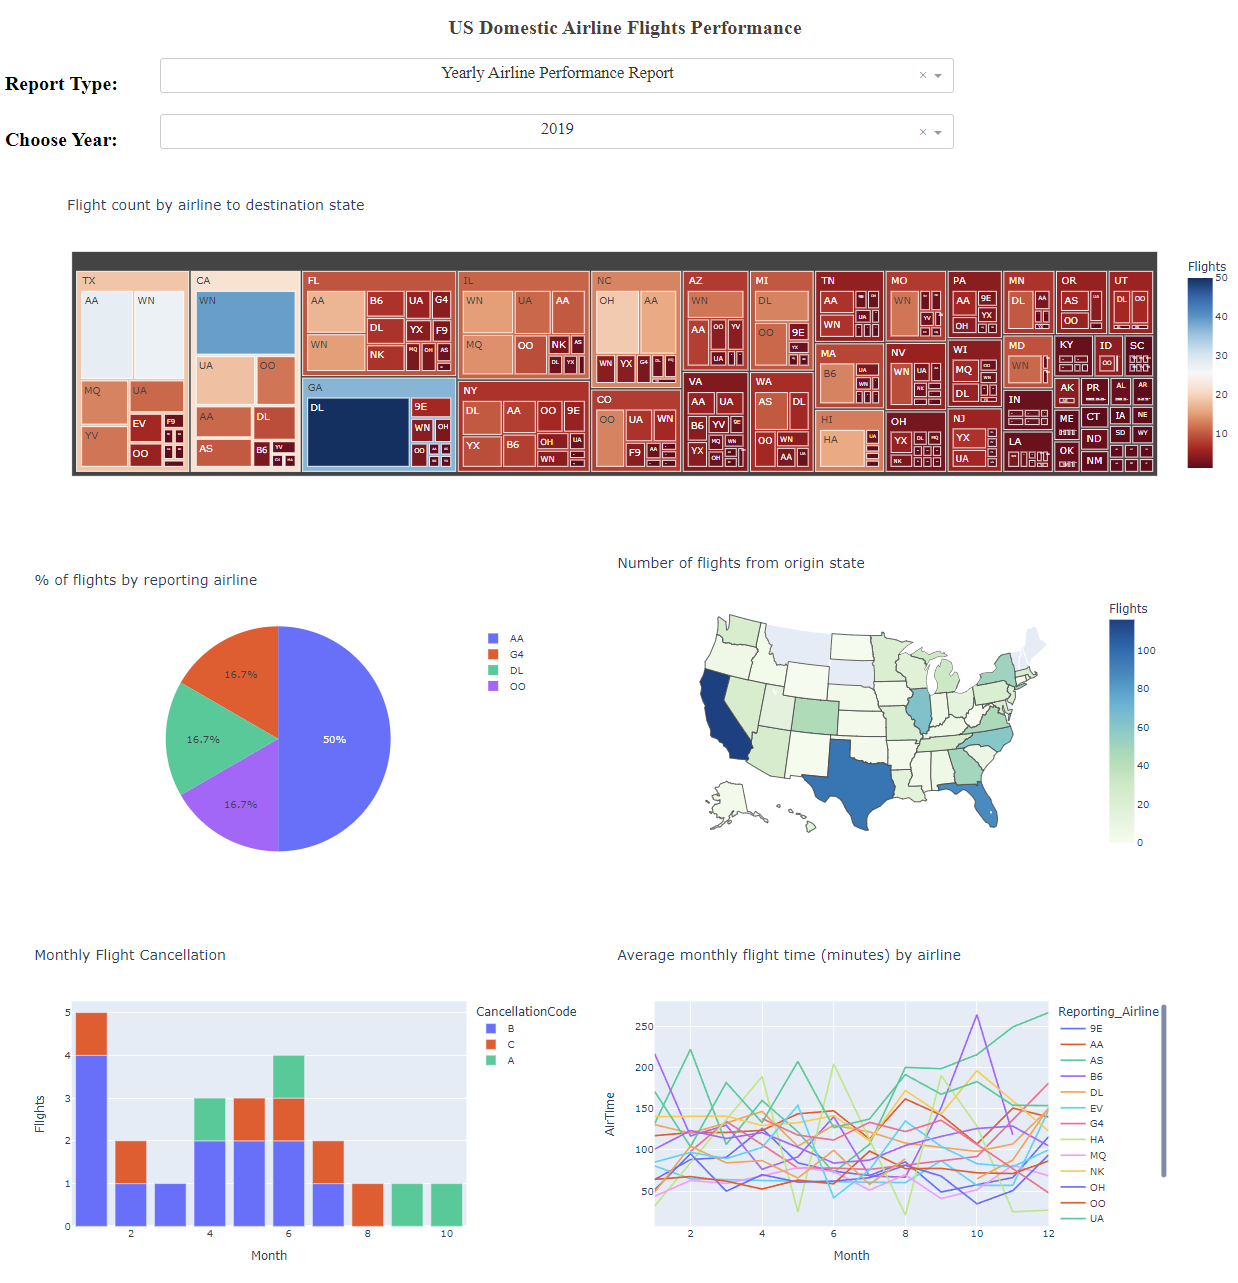 US Domestic Airline Flights Performance
Report Type:
Yearly Airline Performance Report
Choose Year:
2019
Flight count by airline to destination state
TX
AA WN
MQ UA
YV EV F9
OO
CA
WN
UA OO
AA DL
AS B6 YV
FL
AA B6 UA G4
DL YX F9
WN NK MQ OH AS
GA
DL 9E
WN OH
OO
IL
WN UA AA
MQ OO NK AS
DL YX
NY
DL AA OO 9E
YX B6 OH UA
WN
NC
OH AA
WN YX G4
CO
OO UA WN
F9 AA
AZ
WN
AA OO YV
UA
VA
AA UA
B6 YV 9E
YX MQ WN
OH
MI
DL
OO 9E
YX
WA
AS DL
OO WN
AA UA
TN
AA
WN
MA
B6 UA
WN
HI
HA UA
MO
WN
YV
NV
WN UA AA
NK
OH
YX DL MQ
NK
PA
AA 9E
YX
OH
WI
MQ OO
WN
DL
NJ
YX
UA
MN
DL AA
MD
WN
IN
LA
OR
AS UA
OO
UT
DL OO
KY ID SC
OO
AK PR AL AR
ME CT IA NE
OK ND SD WY
NM
Flights
50
40
30
20
10
% of flights by reporting airline
50%
16.7%
16.7%
16.7%
AA
G4
DL
OO
Number of flights from origin state
Flights
100
80
60
40
20
0
Monthly Flight Cancellation
Flights
5
4
3
2
1
0
2 4 6 8 10
Month
CancellationCode
B
C
A
Average monthly flight time (minutes) by airline
AirTime
250
200
150
100
50
2 4 6 8 10 12
Month
Reporting_Airline
9E
AA
AS
B6
DL
EV
G4
HA
MQ
NK
OH
OO
UA